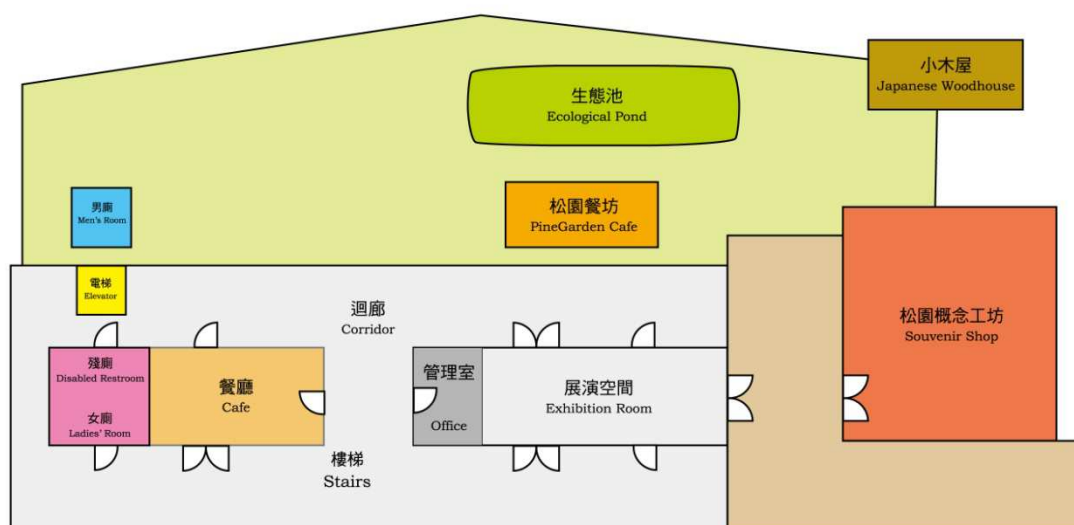 小木屋
Japanese Woodhouse
生態池
Ecological Pond
男廁
Men's Room
松園餐坊
PineGarden Cafe
電梯
Elevator
迴廊
Corridor
松園概念工坊
Souvenir Shop
殘廁
Disabled Restroom
女廁
Ladies' Room
餐廳
Cafe
管理室
Office
展演空間
Exhibition Room
樓梯
Stairs